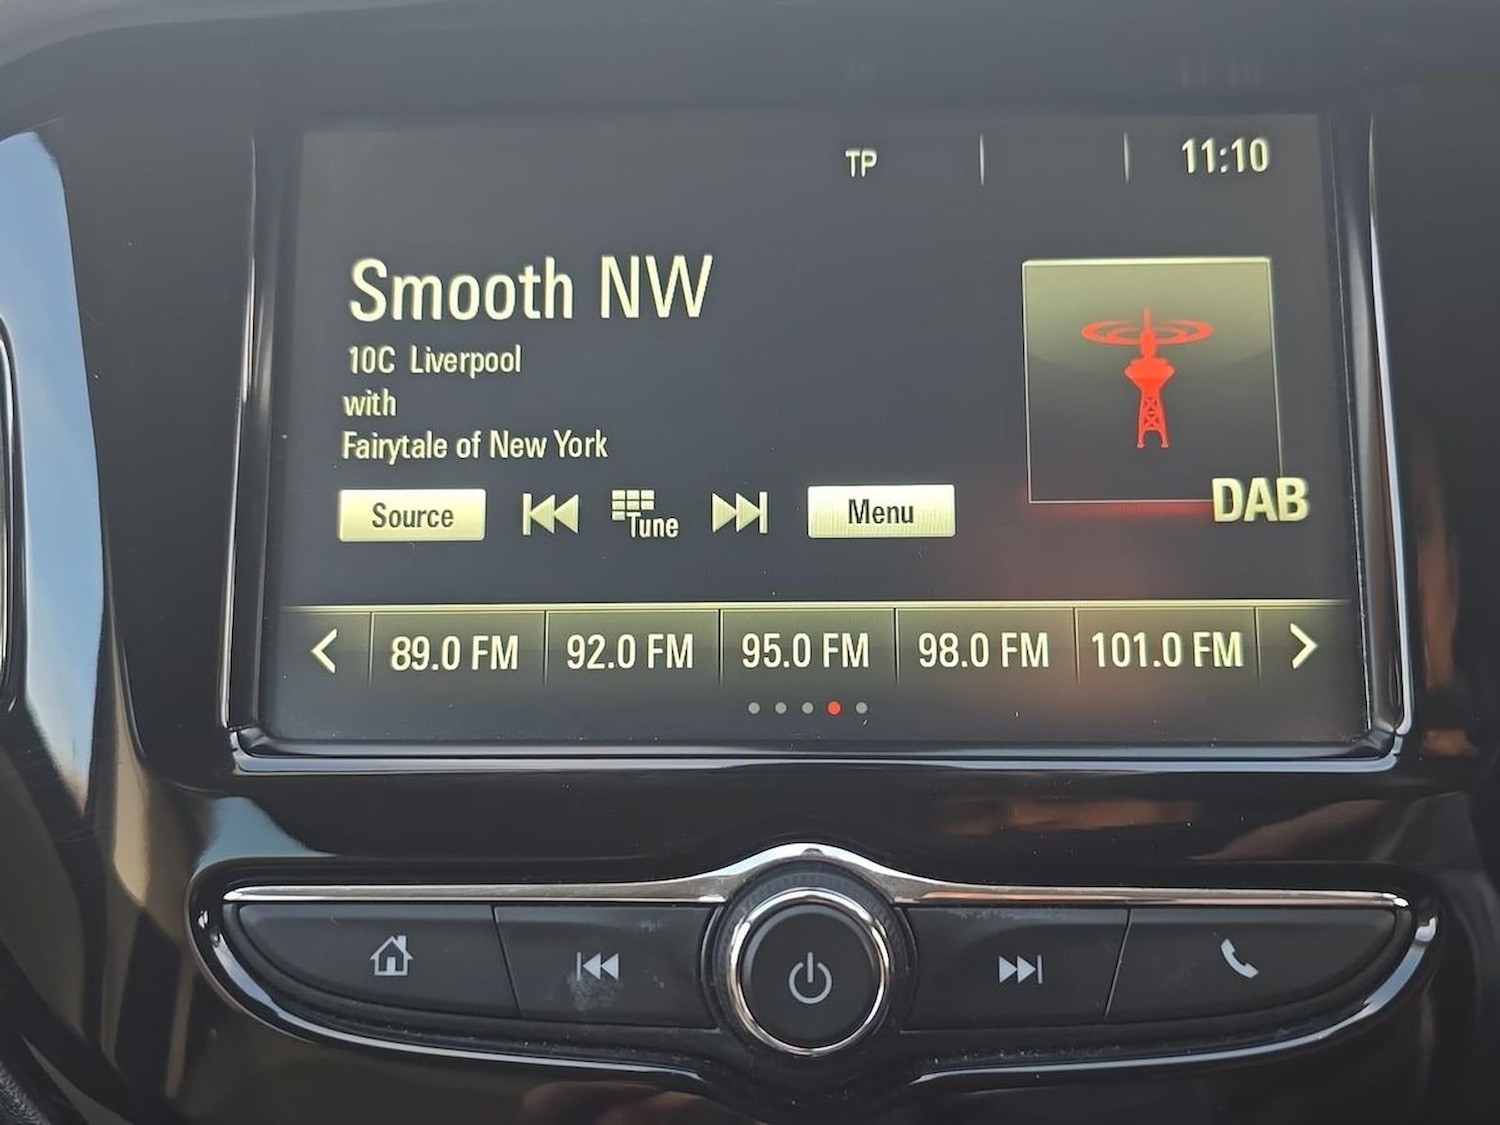 TP
11:10
Smooth NW
10C Liverpool
with
Fairytale of New York
Source
Tune
Menu
DAB
89.0 FM
92.0 FM
95.0 FM
98.0 FM
101.0 FM